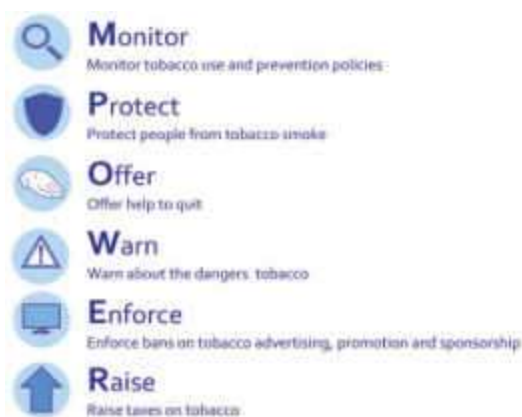 Monitor
Monitor tobacco use and prevention policies
Protect
Protect people from tobacco smoke
Offer
Offer help to quit
Warn
Warn about the dangers tobacco
Enforce
Enforce bans on tobacco advertising, promotion and sponsorship
Raise
Raise taxes on tobacco